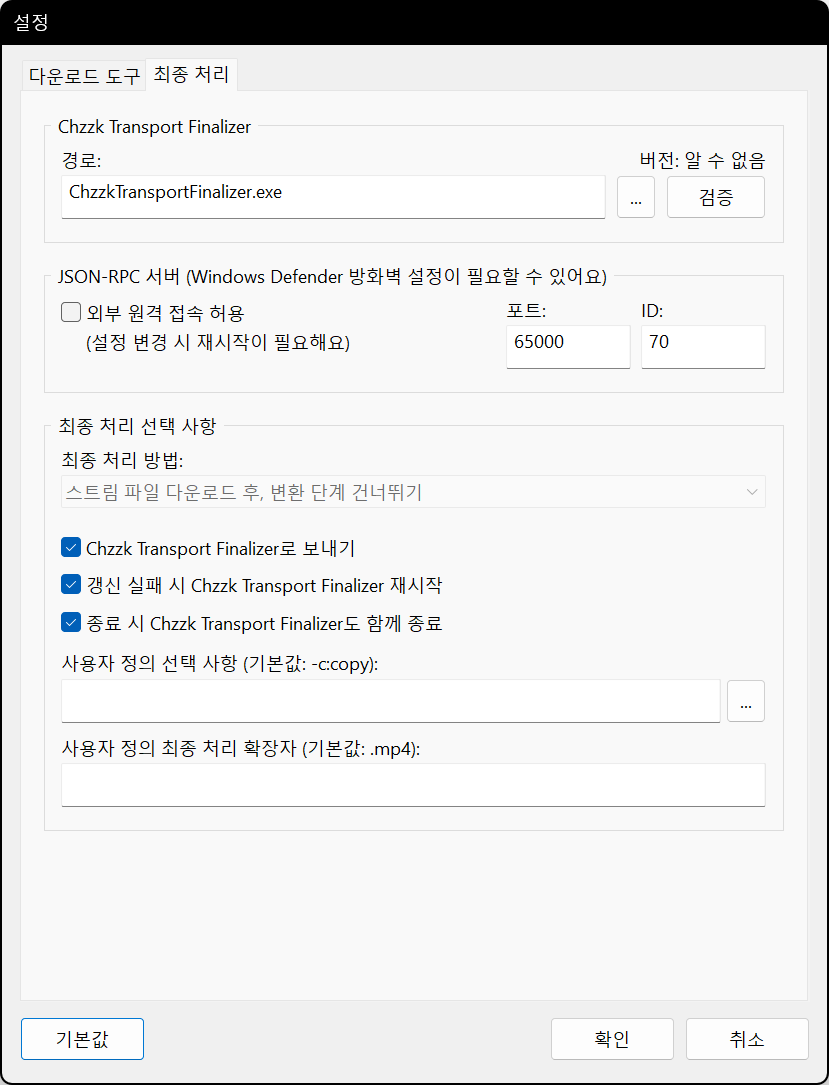 설정
다운로드 도구 최종 처리
Chzzk Transport Finalizer
경로: 버전: 알 수 없음
ChzzkTransportFinalizer.exe ... 검증
JSON-RPC 서버 (Windows Defender 방화벽 설정이 필요할 수 있어요)
외부 원격 접속 허용 포트: ID:
(설정 변경 시 재시작이 필요해요) 65000 70
최종 처리 선택 사항
최종 처리 방법:
스트림 파일 다운로드 후, 변환 단계 건너뛰기
Chzzk Transport Finalizer로 보내기
갱신 실패 시 Chzzk Transport Finalizer 재시작
종료 시 Chzzk Transport Finalizer도 함께 종료
사용자 정의 선택 사항 (기본값: -c:copy):
...
사용자 정의 최종 처리 확장자 (기본값: .mp4):
기본값 확인 취소